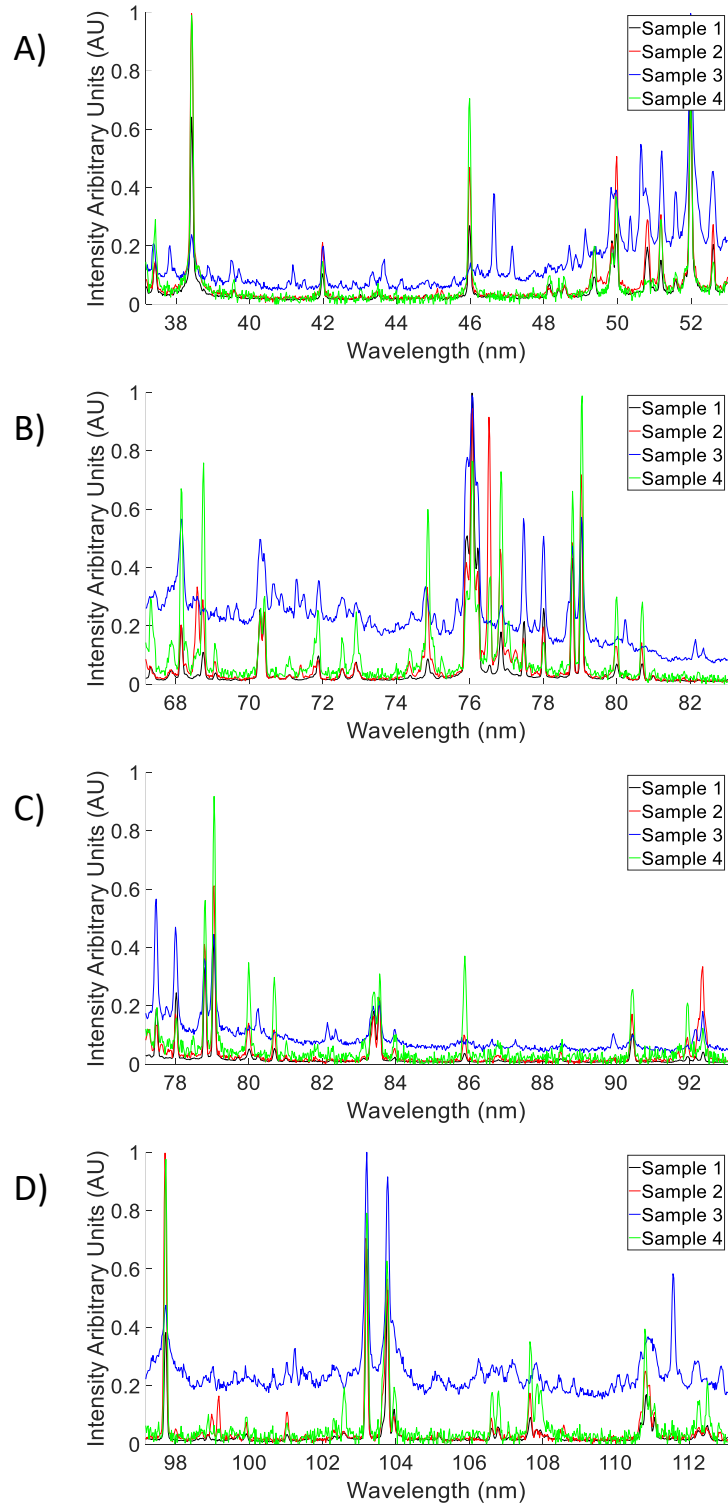 A)
Intensity Aribitrary Units (AU)
1
0.8
0.6
0.4
0.2
0
38 40 42 44 46 48 50 52
Wavelength (nm)
Sample 1
Sample 2
Sample 3
Sample 4
B)
Intensity Aribitrary Units (AU)
1
0.8
0.6
0.4
0.2
0
68 70 72 74 76 78 80 82
Wavelength (nm)
Sample 1
Sample 2
Sample 3
Sample 4
C)
Intensity Aribitrary Units (AU)
1
0.8
0.6
0.4
0.2
0
78 80 82 84 86 88 90 92
Wavelength (nm)
Sample 1
Sample 2
Sample 3
Sample 4
D)
Intensity Aribitrary Units (AU)
1
0.8
0.6
0.4
0.2
0
98 100 102 104 106 108 110 112
Wavelength (nm)
Sample 1
Sample 2
Sample 3
Sample 4